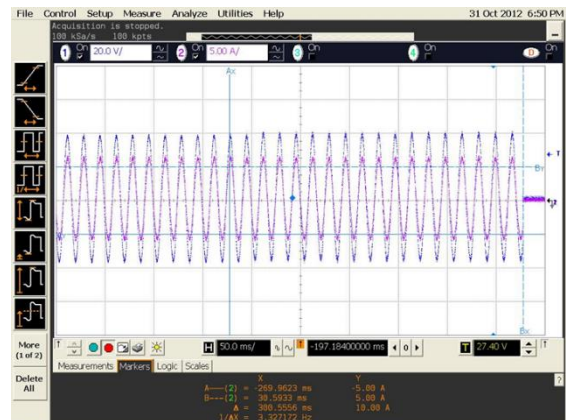 File Control Setup Measure Analyze Utilities Help 31 Oct 2012 6:50 PM
Acquisition is stopped.
100 kSa/s 100 kpts
1 On 20.0 V/ 2 On 5.00 A/ 3 On 4 On
Ax
T
By
2
Bx
More
(1 of 2)
Delete
All
H 50.0 ms/ -197.18400000 ms 0 T 27.40 V
Measurements Markers Logic Scales
X Y
A---(2) = -269.9623 ms -5.00 A
B---(2) = 30.5933 ms 5.00 A
Δ = 300.5556 ms 10.00 A
1/ΔX = 3.327172 Hz